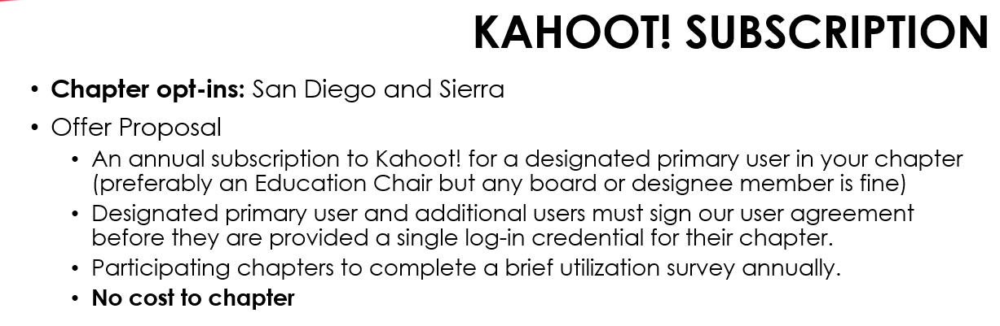 KAHOOT! SUBSCRIPTION
• Chapter opt-ins: San Diego and Sierra
• Offer Proposal
• An annual subscription to Kahoot! for a designated primary user in your chapter
(preferably an Education Chair but any board or designee member is fine)
• Designated primary user and additional users must sign our user agreement
before they are provided a single log-in credential for their chapter.
• Participating chapters to complete a brief utilization survey annually.
• No cost to chapter